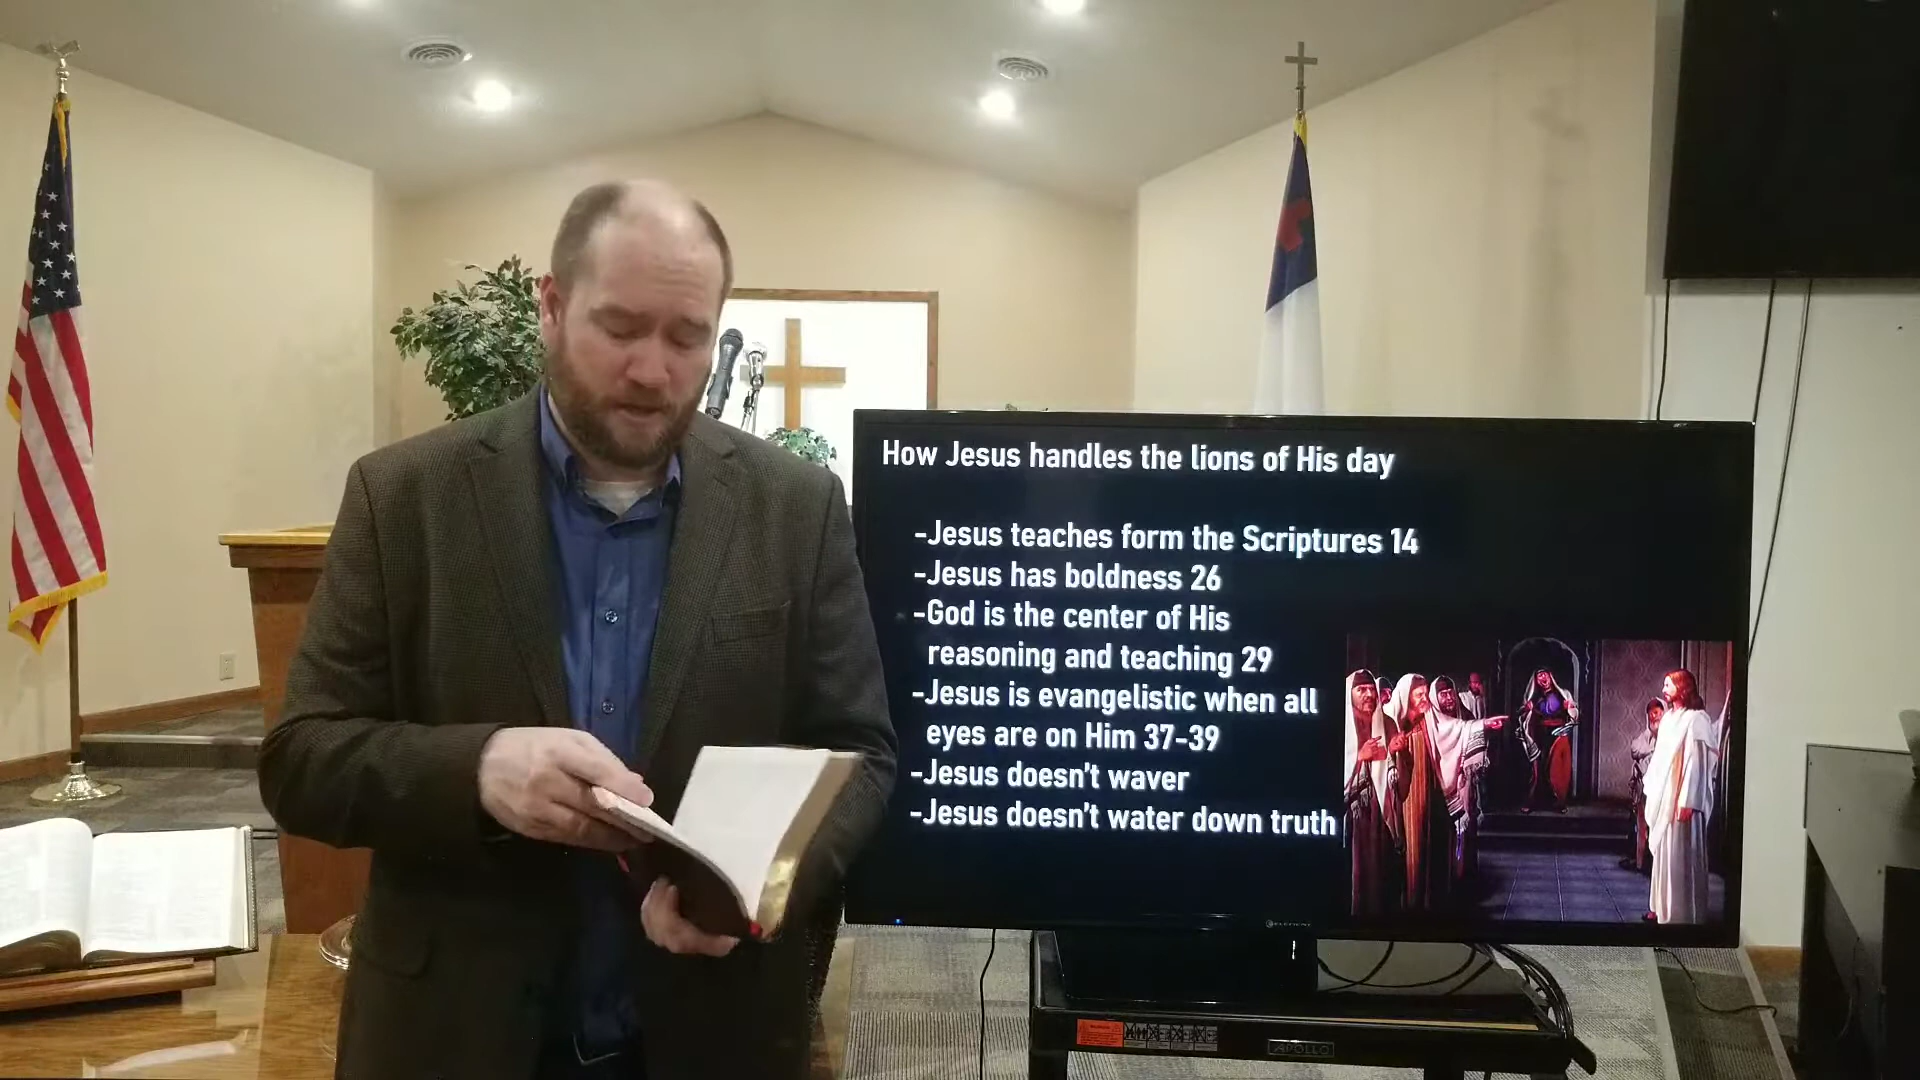 How Jesus handles the lions of His day
-Jesus teaches form the Scriptures 14
-Jesus has boldness 26
-God is the center of His
reasoning and teaching 29
-Jesus is evangelistic when all
eyes are on Him 37-39
-Jesus doesn't waver
-Jesus doesn't water down truth
ELEMENT
APOLLO